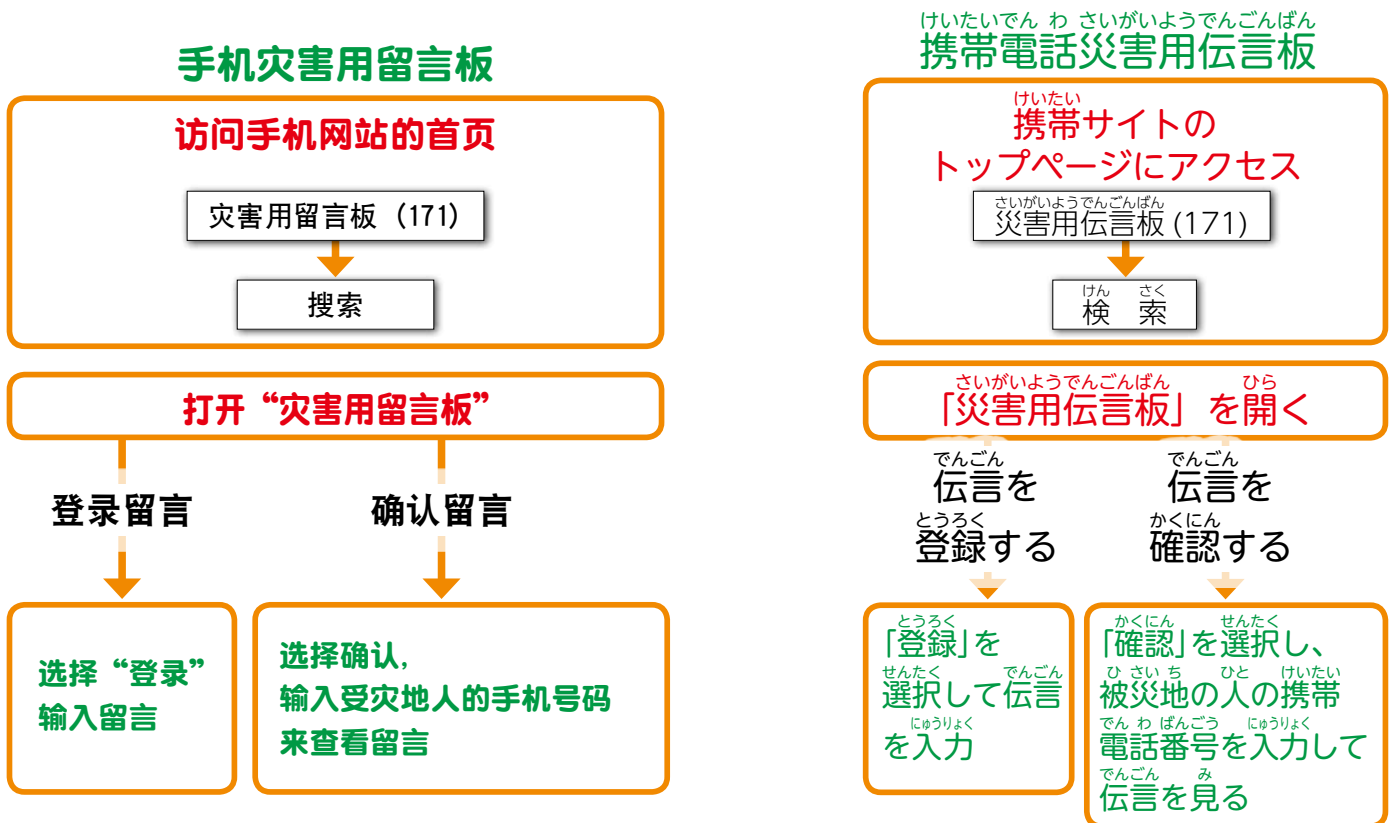 手机灾害用留言板
访问手机网站的首页
灾害用留言板（171）
搜索
打开“灾害用留言板”
登录留言
确认留言
选择“登录”
输入留言
选择确认,
输入受灾地人的手机号码
来查看留言
けいたいでん わ さいがいようでんごんばん
携帯電話災害用伝言板
けいたい
携帯サイトの
トップページにアクセス
さいがいようでんごんばん
災害用伝言板 (171)
けん さく
検 索
さいがいようでんごんばん ひら
「災害用伝言板」を開く
でんごん
伝言を
とうろく
登録する
でんごん
伝言を
かくにん
確認する
とうろく
「登録」を
せんたく でんごん
選択して伝言
にゅうりょく
を入力
かくにん せんたく
「確認」を選択し、
ひ さい ち ひと けいたい
被災地の人の携帯
でん わ ばんごう にゅうりょく
電話番号を入力して
でんごん み
伝言を見る